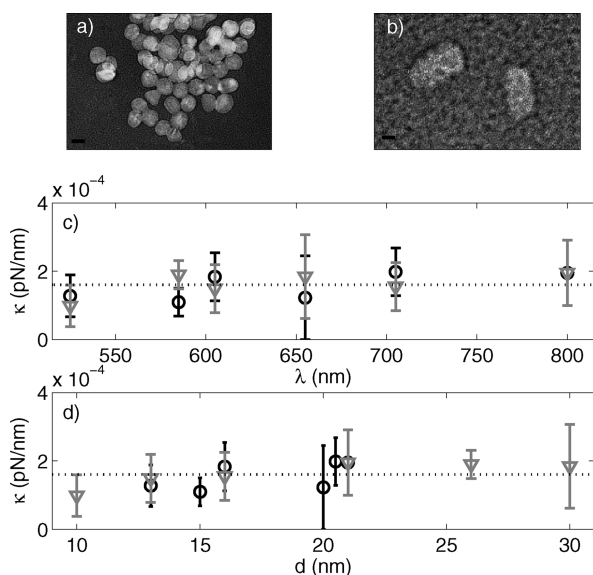 a)
b)
x 10⁻⁴
4
2
0
κ (pN/nm)
c)
550
600
650
700
750
800
λ (nm)
x 10⁻⁴
4
2
0
κ (pN/nm)
d)
10
15
20
25
30
d (nm)